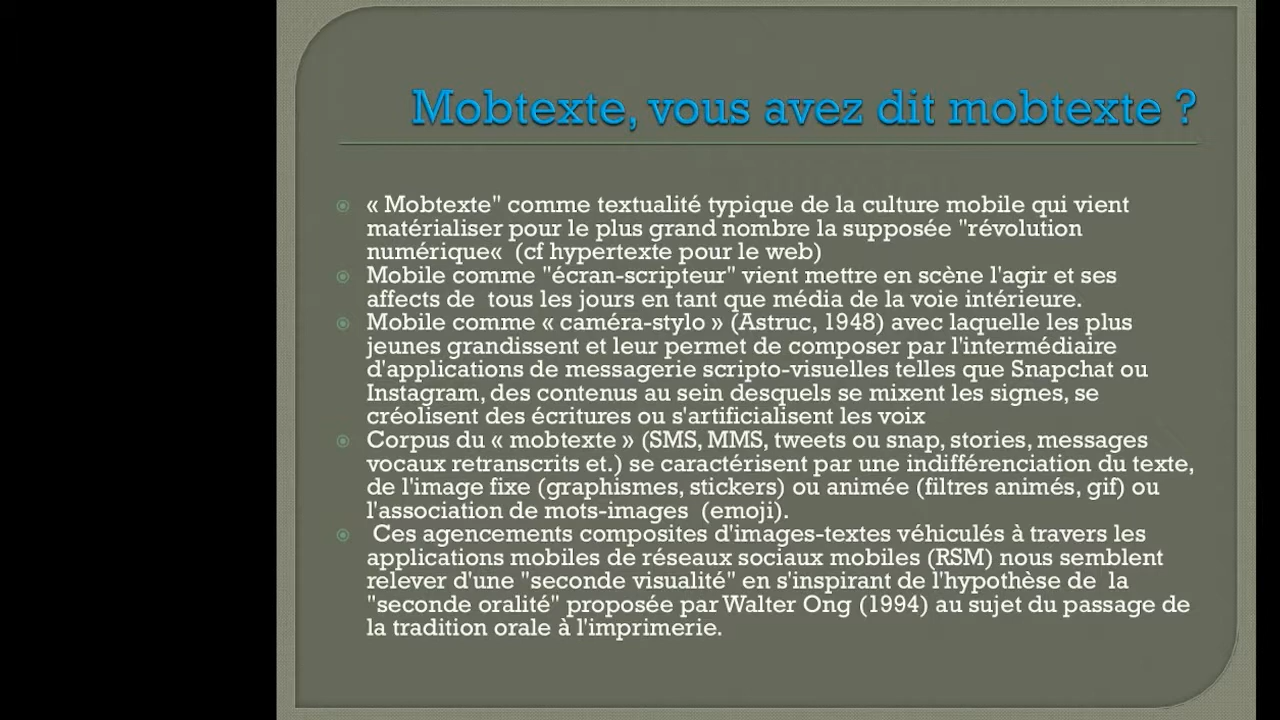 Mobtexte, vous avez dit mobtexte ?
« Mobtexte" comme textualité typique de la culture mobile qui vient
matérialiser pour le plus grand nombre la supposée "révolution
numérique« (cf hypertexte pour le web)
Mobile comme "écran-scripteur" vient mettre en scène l'agir et ses
affects de tous les jours en tant que média de la voie intérieure.
Mobile comme « caméra-stylo » (Astruc, 1948) avec laquelle les plus
jeunes grandissent et leur permet de composer par l'intermédiaire
d'applications de messagerie scripto-visuelles telles que Snapchat ou
Instagram, des contenus au sein desquels se mixent les signes, se
créolisent des écritures ou s'artificialisent les voix
Corpus du « mobtexte » (SMS, MMS, tweets ou snap, stories, messages
vocaux retranscrits et.) se caractérisent par une indifférenciation du texte,
de l'image fixe (graphismes, stickers) ou animée (filtres animés, gif) ou
l'association de mots-images (emoji).
Ces agencements composites d'images-textes véhiculés à travers les
applications mobiles de réseaux sociaux mobiles (RSM) nous semblent
relever d'une "seconde visualité" en s'inspirant de l'hypothèse de la
"seconde oralité" proposée par Walter Ong (1994) au sujet du passage de
la tradition orale à l'imprimerie.